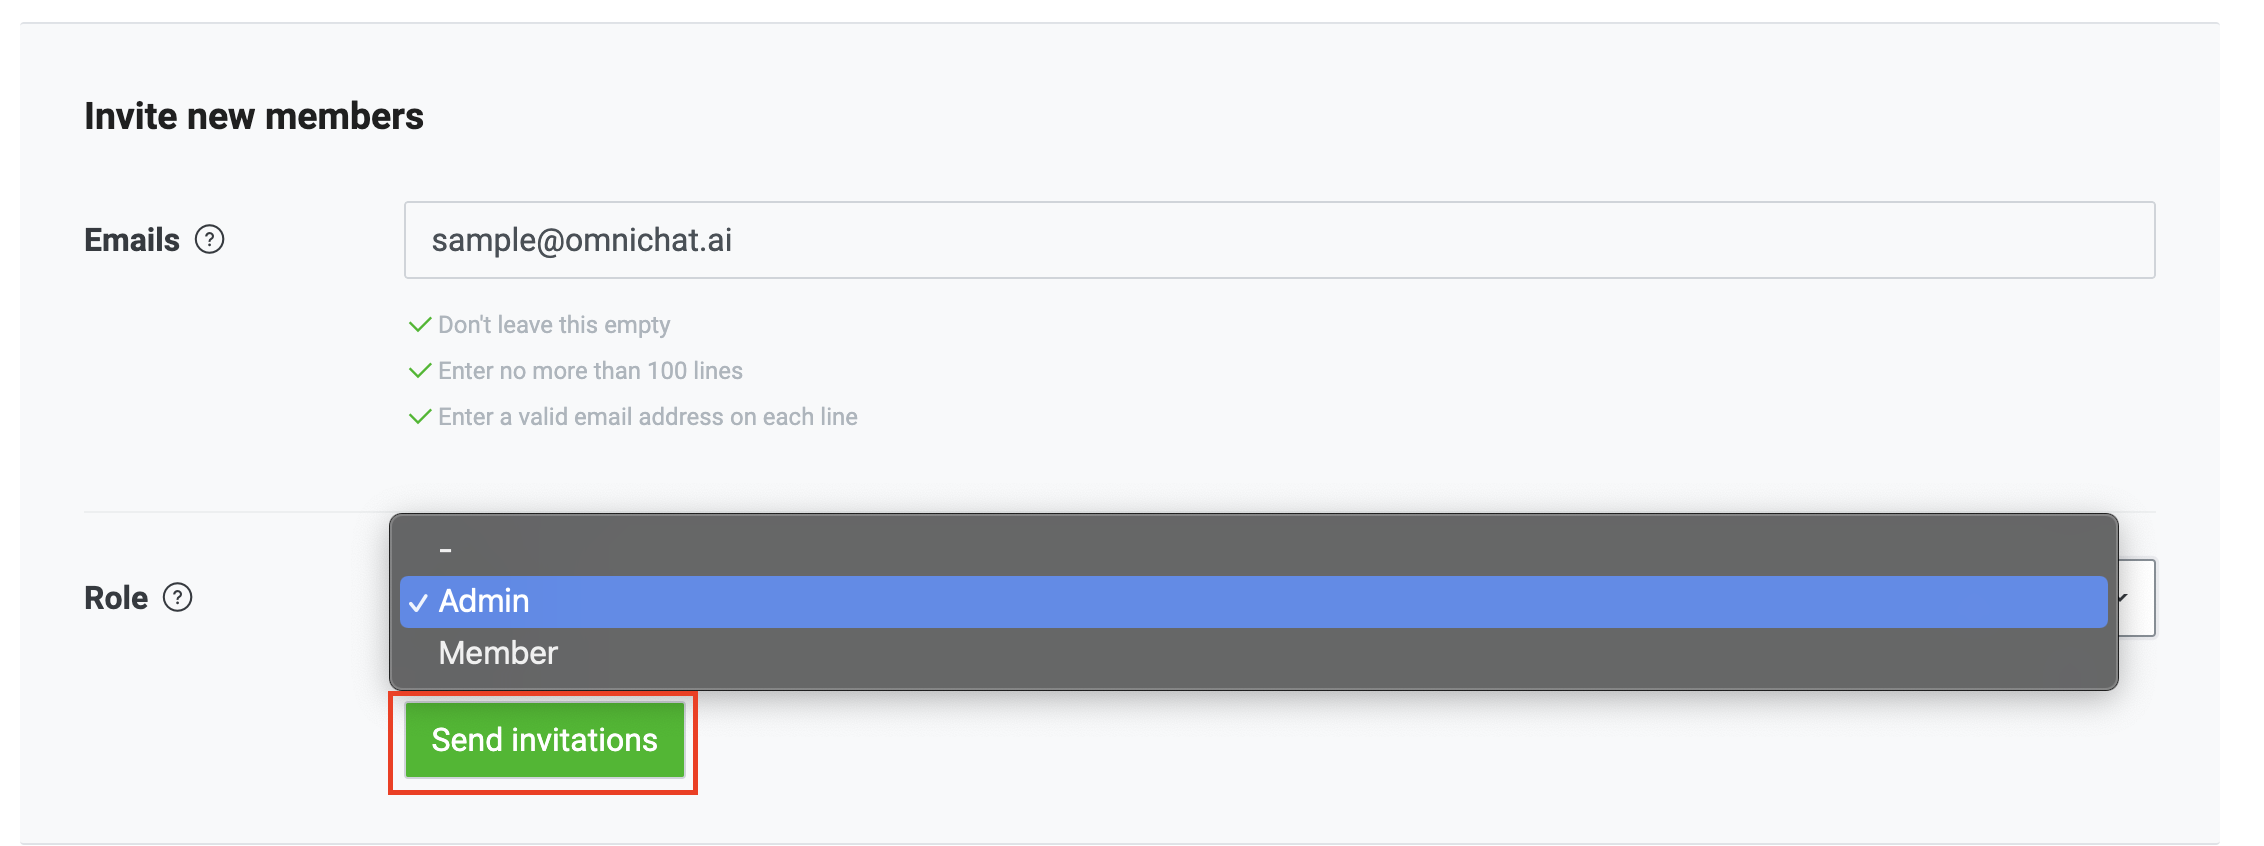 Invite new members
Emails ?
sample@omnichat.ai
Don't leave this empty
Enter no more than 100 lines
Enter a valid email address on each line
Role ?
-
Admin
Member
Send invitations